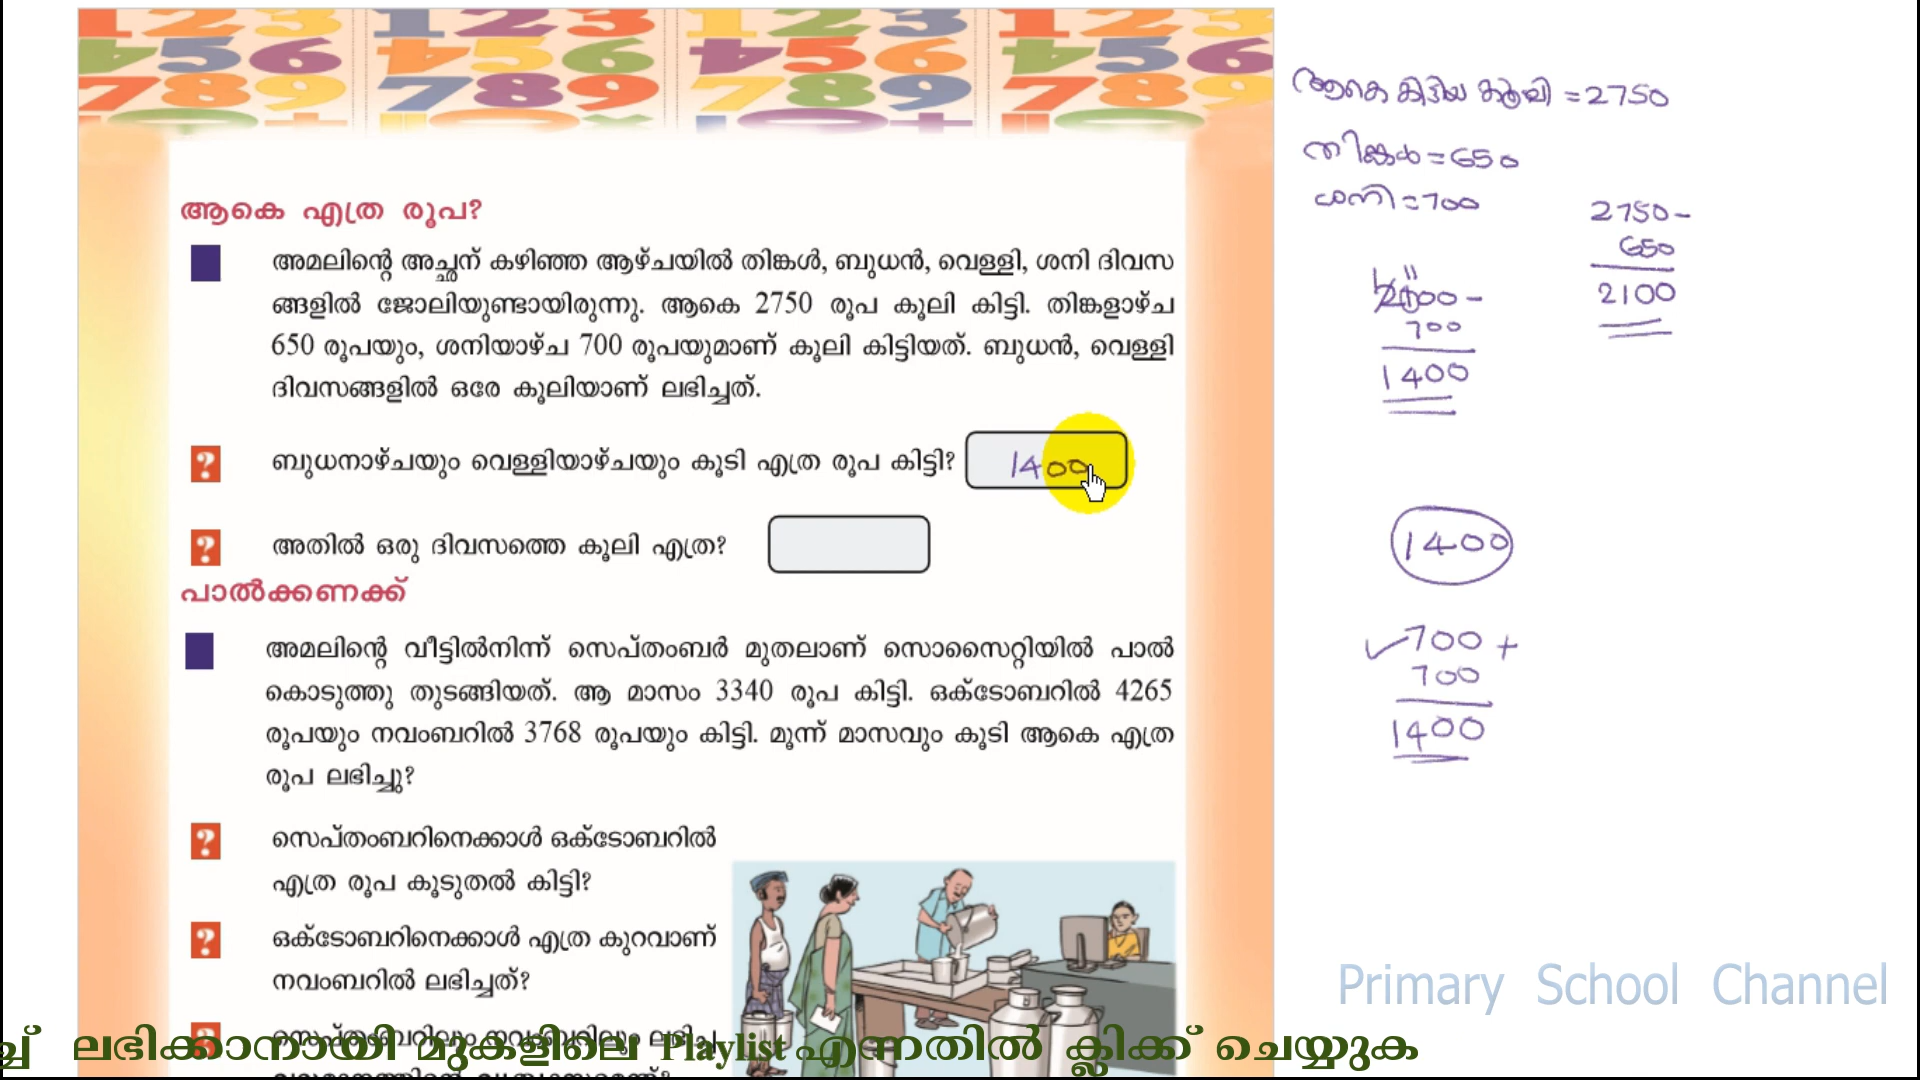 ആകെ എത്ര രൂപ?
അമലിന്റെ അച്ഛന് കഴിഞ്ഞ ആഴ്ചയിൽ തിങ്കൾ, ബുധൻ, വെള്ളി, ശനി ദിവസ
ങ്ങളിൽ ജോലിയുണ്ടായിരുന്നു. ആകെ 2750 രൂപ കൂലി കിട്ടി. തിങ്കളാഴ്ച
650 രൂപയും, ശനിയാഴ്ച 700 രൂപയുമാണ് കൂലി കിട്ടിയത്. ബുധൻ, വെള്ളി
ദിവസങ്ങളിൽ ഒരേ കൂലിയാണ് ലഭിച്ചത്.
? ബുധനാഴ്ചയും വെള്ളിയാഴ്ചയും കൂടി എത്ര രൂപ കിട്ടി? 1400
? അതിൽ ഒരു ദിവസത്തെ കൂലി എത്ര?
പാൽക്കണക്ക്
അമലിന്റെ വീട്ടിൽനിന്ന് സെപ്തംബർ മുതലാണ് സൊസൈറ്റിയിൽ പാൽ
കൊടുത്തു തുടങ്ങിയത്. ആ മാസം 3340 രൂപ കിട്ടി. ഒക്ടോബറിൽ 4265
രൂപയും നവംബറിൽ 3768 രൂപയും കിട്ടി. മൂന്ന് മാസവും കൂടി ആകെ എത്ര
രൂപ ലഭിച്ചു?
? സെപ്തംബറിനെക്കാൾ ഒക്ടോബറിൽ
എത്ര രൂപ കൂടുതൽ കിട്ടി?
? ഒക്ടോബറിനെക്കാൾ എത്ര കുറവാണ്
നവംബറിൽ ലഭിച്ചത്?
ആകെ കിട്ടിയ കൂലി = 2750
തിങ്കൾ = 650
ശനി = 700
2750 -
650
2100
2100 -
700
1400
1400
700 +
700
1400
Primary School Channel
ലഭിക്കാനായി മുകളിലെ Playlist എന്നതിൽ ക്ലിക്ക് ചെയ്യുക